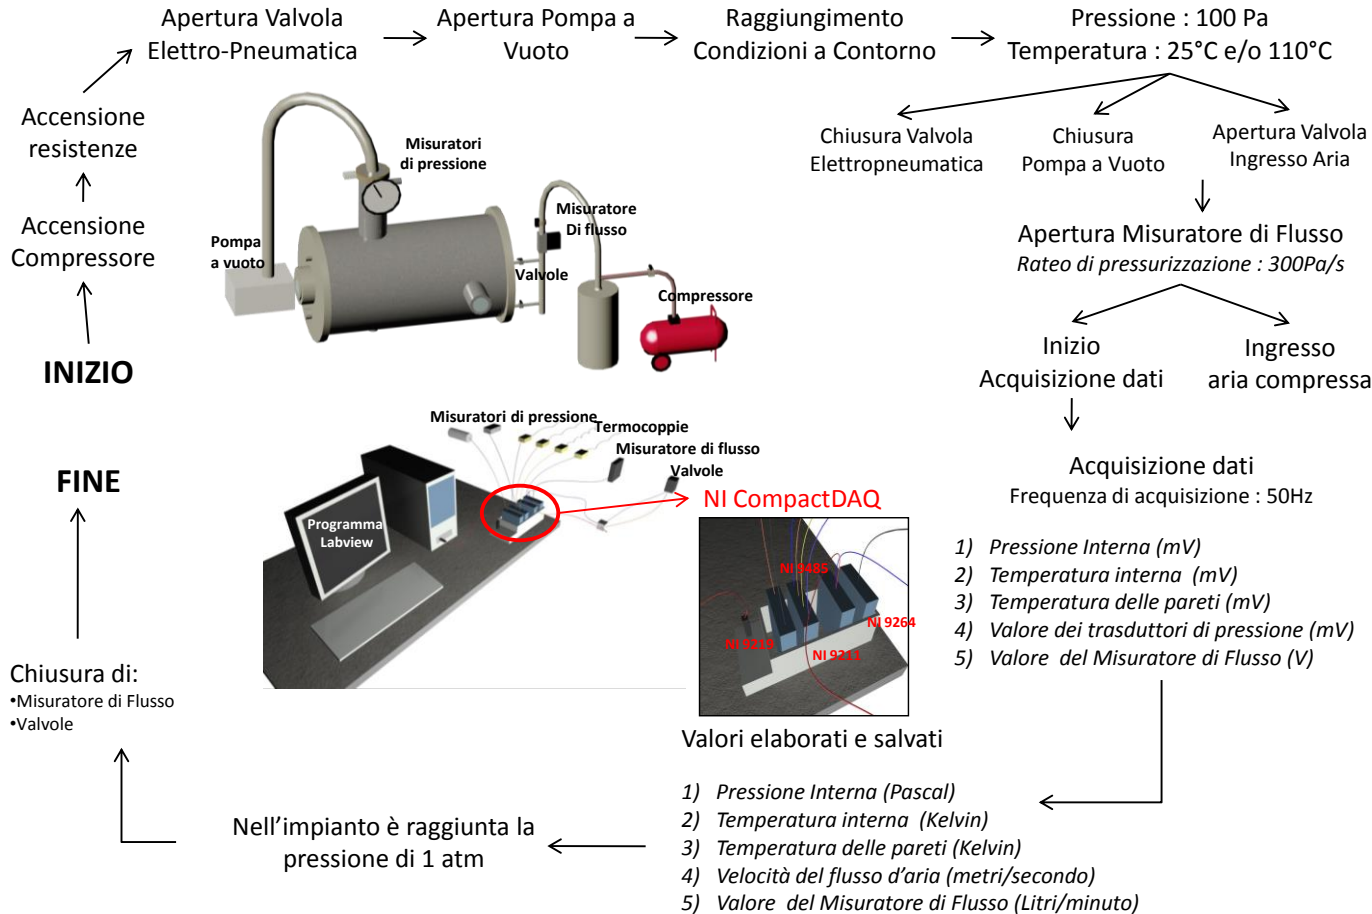 Apertura Valvola
Elettro-Pneumatica
Apertura Pompa a
Vuoto
Raggiungimento
Condizioni a Contorno
Pressione : 100 Pa
Temperatura : 25°C e/o 110°C
Accensione
resistenze
Accensione
Compressore
INIZIO
Misuratori
di pressione
Pompa
a vuoto
Misuratore
Di flusso
Valvole
Compressore
Chiusura Valvola
Elettropneumatica
Chiusura
Pompa a Vuoto
Apertura Valvola
Ingresso Aria
Apertura Misuratore di Flusso
Rateo di pressurizzazione : 300Pa/s
Inizio
Acquisizione dati
Ingresso
aria compressa
Misuratori di pressione
Termocoppie
Misuratore di flusso
Valvole
Programma
Labview
NI CompactDAQ
NI 9485
NI 9264
NI 9219
NI 9211
Acquisizione dati
Frequenza di acquisizione : 50Hz
1) Pressione Interna (mV)
2) Temperatura interna (mV)
3) Temperatura delle pareti (mV)
4) Valore dei trasduttori di pressione (mV)
5) Valore del Misuratore di Flusso (V)
Valori elaborati e salvati
1) Pressione Interna (Pascal)
2) Temperatura interna (Kelvin)
3) Temperatura delle pareti (Kelvin)
4) Velocità del flusso d'aria (metri/secondo)
5) Valore del Misuratore di Flusso (Litri/minuto)
Nell'impianto è raggiunta la
pressione di 1 atm
Chiusura di:
•Misuratore di Flusso
•Valvole
FINE